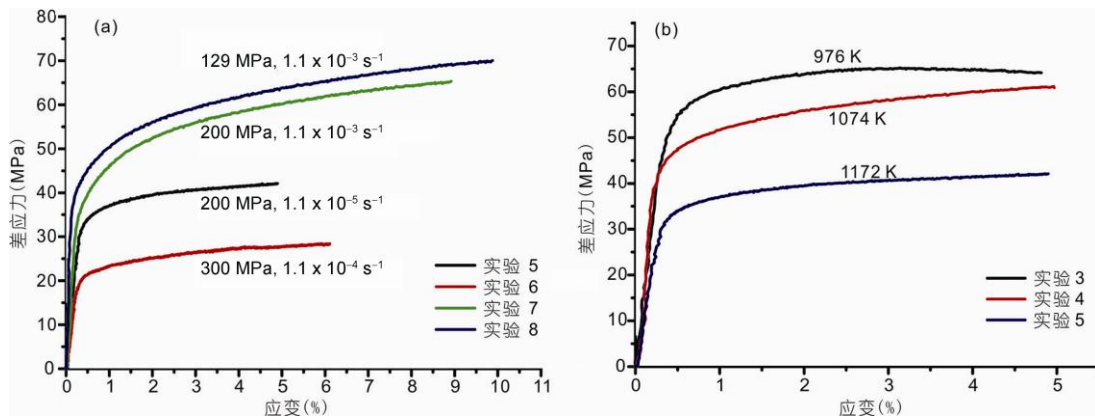 (a)
129 MPa, 1.1 x 10⁻³ s⁻¹
200 MPa, 1.1 x 10⁻³ s⁻¹
200 MPa, 1.1 x 10⁻⁵ s⁻¹
300 MPa, 1.1 x 10⁻⁴ s⁻¹
实验 5
实验 6
实验 7
实验 8
80
70
60
50
40
30
20
10
0
差应力(MPa)
0 1 2 3 4 5 6 7 8 9 10 11
应变(%)
(b)
976 K
1074 K
1172 K
实验 3
实验 4
实验 5
75
70
60
50
40
30
20
10
0
差应力(MPa)
0 1 2 3 4 5
应变(%)